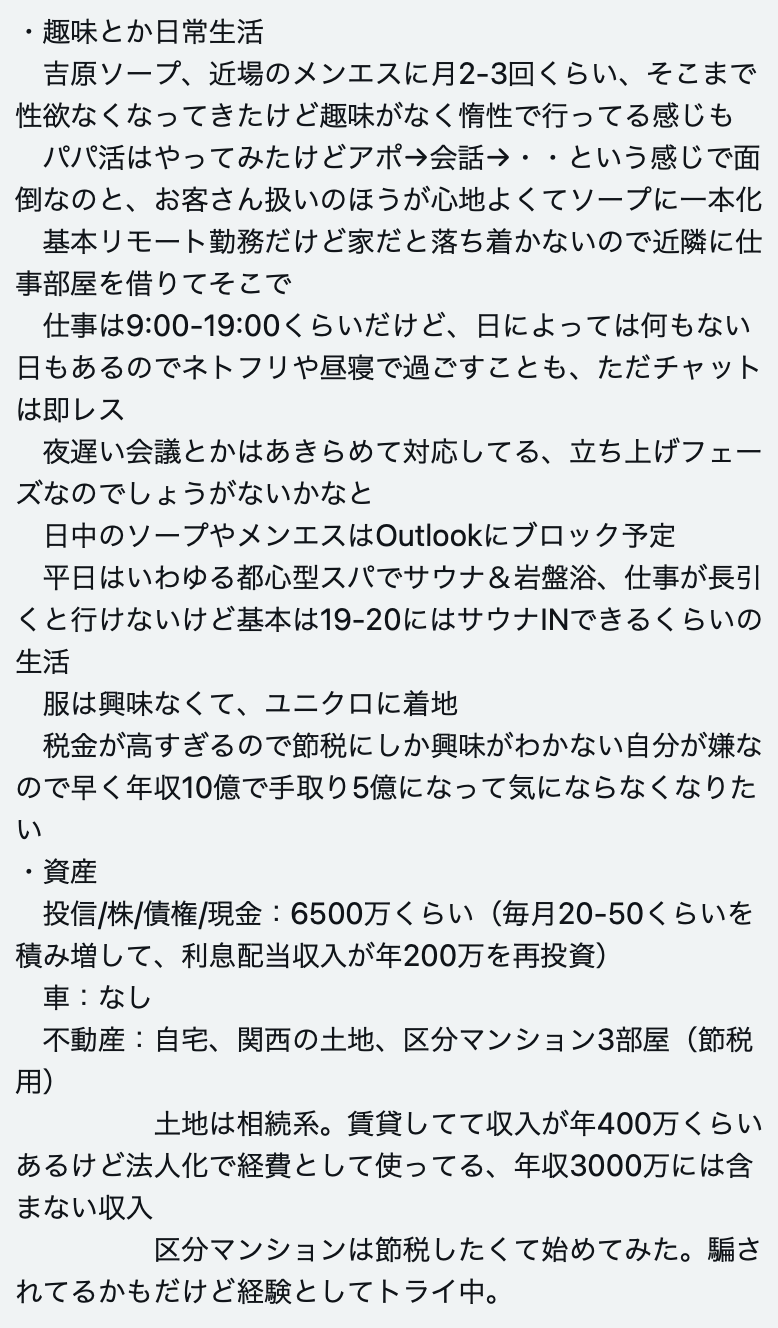 ・趣味とか日常生活
　吉原ソープ、近場のメンエスに月2-3回くらい、そこまで
性欲なくなってきたけど趣味がなく惰性で行ってる感じも
　パパ活はやってみたけどアポ→会話→・・という感じで面
倒なのと、お客さん扱いのほうが心地よくてソープに一本化
　基本リモート勤務だけど家だと落ち着かないので近隣に仕
事部屋を借りてそこで
　仕事は9:00-19:00くらいだけど、日によっては何もない
日もあるのでネトフリや昼寝で過ごすことも、ただチャット
は即レス
　夜遅い会議とかはあきらめて対応してる、立ち上げフェー
ズなのでしょうがないかなと
　日中のソープやメンエスはOutlookにブロック予定
　平日はいわゆる都心型スパでサウナ＆岩盤浴、仕事が長引
くと行けないけど基本は19-20にはサウナINできるくらいの
生活
　服は興味なくて、ユニクロに着地
　税金が高すぎるので節税にしか興味がわかない自分が嫌な
ので早く年収10億で手取り5億になって気にならなくなりた
い
・資産
　投信/株/債権/現金：6500万くらい（毎月20-50くらいを
積み増して、利息配当収入が年200万を再投資）
　車：なし
　不動産：自宅、関西の土地、区分マンション3部屋（節税
用）
　　　　　土地は相続系。賃貸してて収入が年400万くらい
あるけど法人化で経費として使ってる、年収3000万には含
まない収入
　　　　　区分マンションは節税したくて始めてみた。騙さ
れてるかもだけど経験としてトライ中。